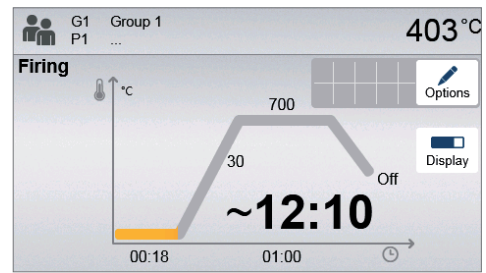 G1 Group 1
P1 ...
403°C
Firing
°C
Options
700
30
Display
Off
~12:10
00:18 01:00